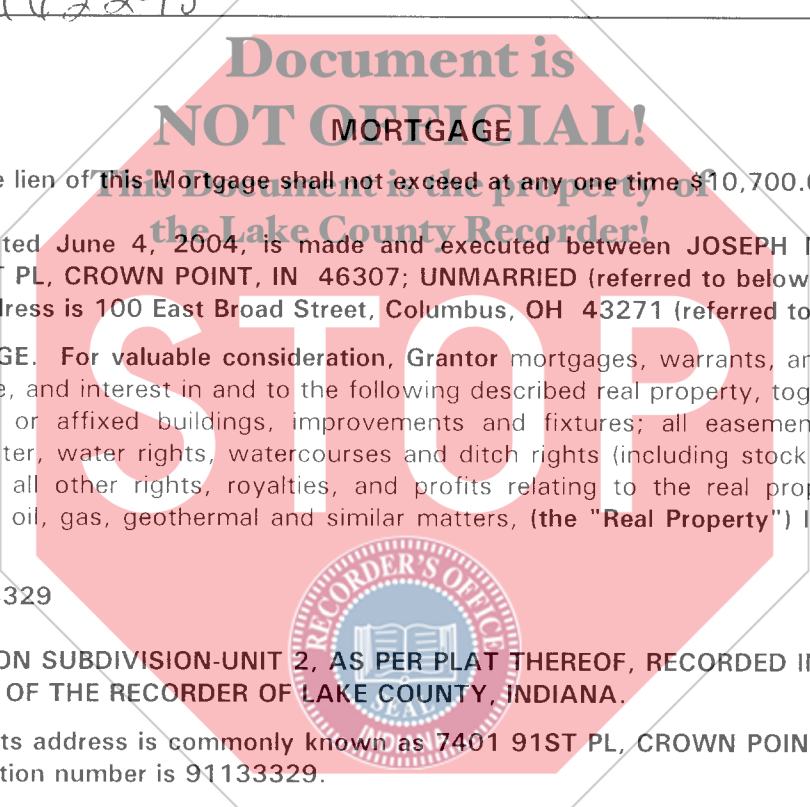 Document is
NOT OFFICIAL!
MORTGAGE
e lien of this Mortgage shall not exceed at any one time $10,700.0
This Document is the property of
the Lake County Recorder!
ted June 4, 2004, is made and executed between JOSEPH
T PL, CROWN POINT, IN 46307; UNMARRIED (referred to below
dress is 100 East Broad Street, Columbus, OH 43271 (referred to
GE. For valuable consideration, Grantor mortgages, warrants, an
e, and interest in and to the following described real property, tog
or affixed buildings, improvements and fixtures; all easemen
ter, water rights, watercourses and ditch rights (including stock
all other rights, royalties, and profits relating to the real prop
oil, gas, geothermal and similar matters, (the "Real Property") l
STOP
329
RECORDER'S OFFICE
ON SUBDIVISION-UNIT 2, AS PER PLAT THEREOF, RECORDED I
OF THE RECORDER OF LAKE COUNTY, INDIANA.
SEAL
INDIANA
ts address is commonly known as 7401 91ST PL, CROWN POIN
tion number is 91133329.